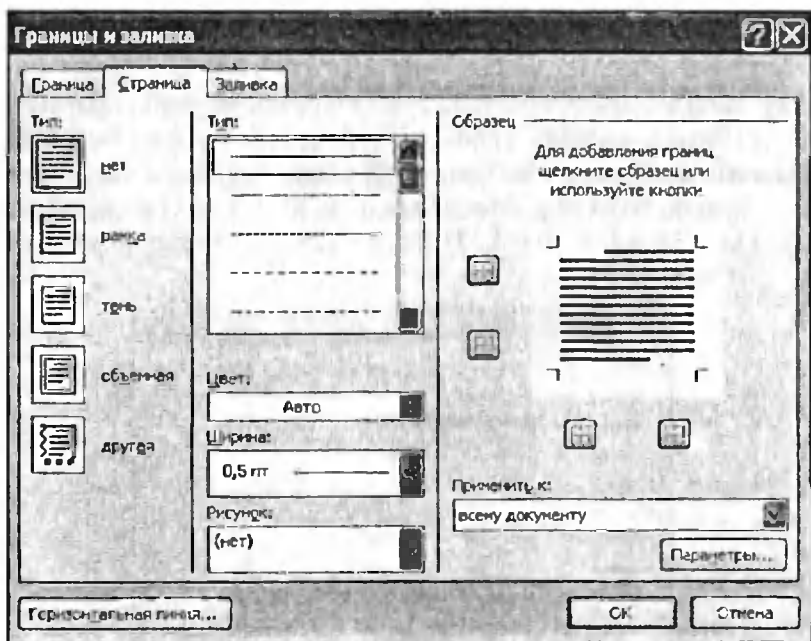 Границы и заливка
Граница Страница Заливка
Тип:
нет
рамка
тень
объемная
другая
Тип:
Цвет:
Авто
Ширина:
0,5 пт
Рисунок:
(нет)
Образец
Для добавления границ
щелкните образец или
используйте кнопки
Применить к:
всему документу
Параметры...
Горизонтальная линия...
ОК Отмена